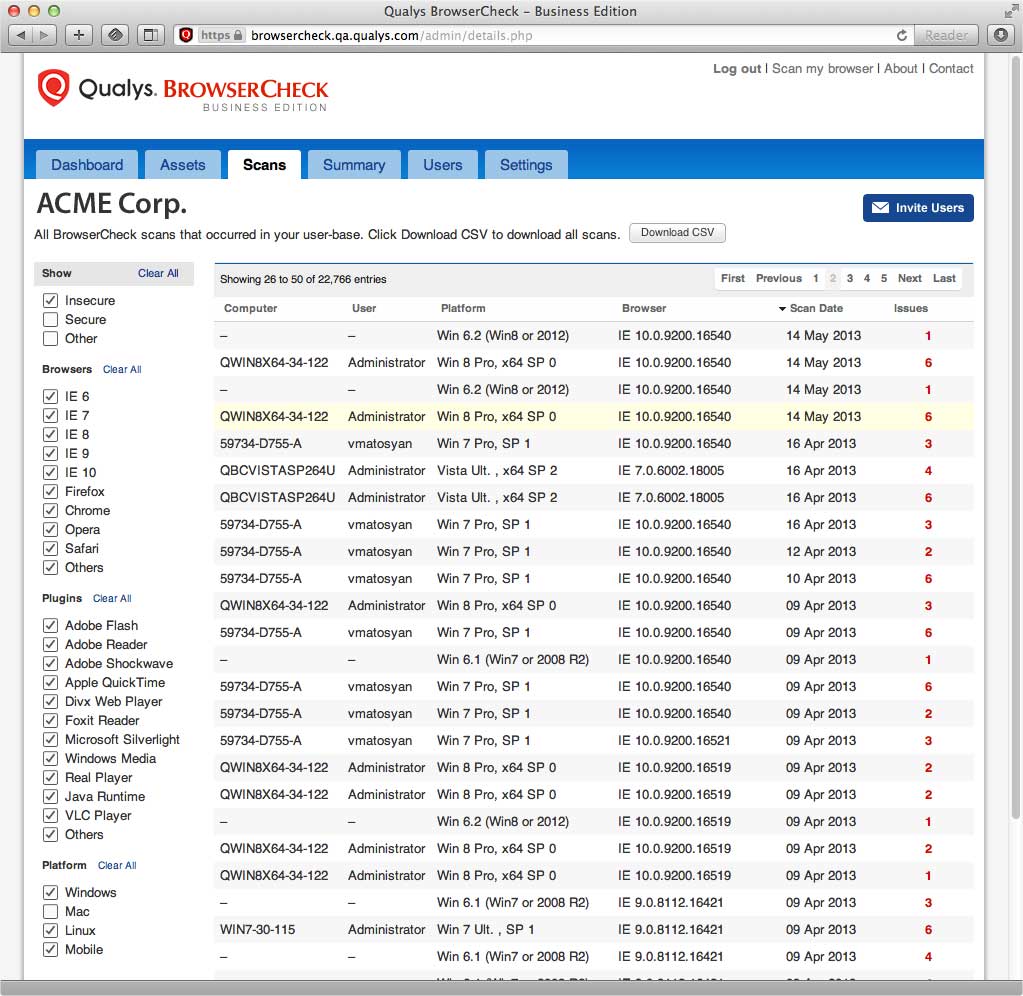 Qualys BrowserCheck – Business Edition
https browsercheck.qa.qualys.com/admin/details.php Reader
Log out | Scan my browser | About | Contact
Qualys. BROWSERCHECK
BUSINESS EDITION
Dashboard Assets Scans Summary Users Settings
ACME Corp.
Invite Users
All BrowserCheck scans that occurred in your user-base. Click Download CSV to download all scans. Download CSV
Show Clear All
Insecure
Secure
Other
Browsers Clear All
IE 6
IE 7
IE 8
IE 9
IE 10
Firefox
Chrome
Opera
Safari
Others
Plugins Clear All
Adobe Flash
Adobe Reader
Adobe Shockwave
Apple QuickTime
Divx Web Player
Foxit Reader
Microsoft Silverlight
Windows Media
Real Player
Java Runtime
VLC Player
Others
Platform Clear All
Windows
Mac
Linux
Mobile
Showing 26 to 50 of 22,766 entries First Previous 1 2 3 4 5 Next Last
Computer User Platform Browser Scan Date Issues
– – Win 6.2 (Win8 or 2012) IE 10.0.9200.16540 14 May 2013 1
QWIN8X64-34-122 Administrator Win 8 Pro, x64 SP 0 IE 10.0.9200.16540 14 May 2013 6
– – Win 6.2 (Win8 or 2012) IE 10.0.9200.16540 14 May 2013 1
QWIN8X64-34-122 Administrator Win 8 Pro, x64 SP 0 IE 10.0.9200.16540 14 May 2013 6
59734-D755-A vmatosyan Win 7 Pro, SP 1 IE 10.0.9200.16540 16 Apr 2013 3
QBCVISTASP264U Administrator Vista Ult. , x64 SP 2 IE 7.0.6002.18005 16 Apr 2013 4
QBCVISTASP264U Administrator Vista Ult. , x64 SP 2 IE 7.0.6002.18005 16 Apr 2013 6
59734-D755-A vmatosyan Win 7 Pro, SP 1 IE 10.0.9200.16540 16 Apr 2013 3
59734-D755-A vmatosyan Win 7 Pro, SP 1 IE 10.0.9200.16540 12 Apr 2013 2
59734-D755-A vmatosyan Win 7 Pro, SP 1 IE 10.0.9200.16540 10 Apr 2013 6
QWIN8X64-34-122 Administrator Win 8 Pro, x64 SP 0 IE 10.0.9200.16540 09 Apr 2013 3
59734-D755-A vmatosyan Win 7 Pro, SP 1 IE 10.0.9200.16540 09 Apr 2013 6
– – Win 6.1 (Win7 or 2008 R2) IE 10.0.9200.16540 09 Apr 2013 1
59734-D755-A vmatosyan Win 7 Pro, SP 1 IE 10.0.9200.16540 09 Apr 2013 6
59734-D755-A vmatosyan Win 7 Pro, SP 1 IE 10.0.9200.16540 09 Apr 2013 2
59734-D755-A vmatosyan Win 7 Pro, SP 1 IE 10.0.9200.16521 09 Apr 2013 3
QWIN8X64-34-122 Administrator Win 8 Pro, x64 SP 0 IE 10.0.9200.16519 09 Apr 2013 2
QWIN8X64-34-122 Administrator Win 8 Pro, x64 SP 0 IE 10.0.9200.16519 09 Apr 2013 2
– – Win 6.2 (Win8 or 2012) IE 10.0.9200.16519 09 Apr 2013 1
QWIN8X64-34-122 Administrator Win 8 Pro, x64 SP 0 IE 10.0.9200.16519 09 Apr 2013 2
QWIN8X64-34-122 Administrator Win 8 Pro, x64 SP 0 IE 10.0.9200.16519 09 Apr 2013 1
– – Win 6.1 (Win7 or 2008 R2) IE 9.0.8112.16421 09 Apr 2013 3
WIN7-30-115 Administrator Win 7 Ult. , SP 1 IE 9.0.8112.16421 09 Apr 2013 6
– – Win 6.1 (Win7 or 2008 R2) IE 9.0.8112.16421 09 Apr 2013 4